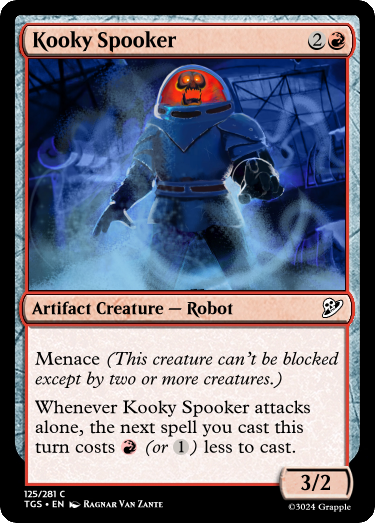 Kooky Spooker 2
Artifact Creature — Robot
Menace (This creature can't be blocked
except by two or more creatures.)
Whenever Kooky Spooker attacks
alone, the next spell you cast this
turn costs (or 1) less to cast.
3/2
125/281 C
TGS • EN Ragnar Van Zante
©3024 Grapple